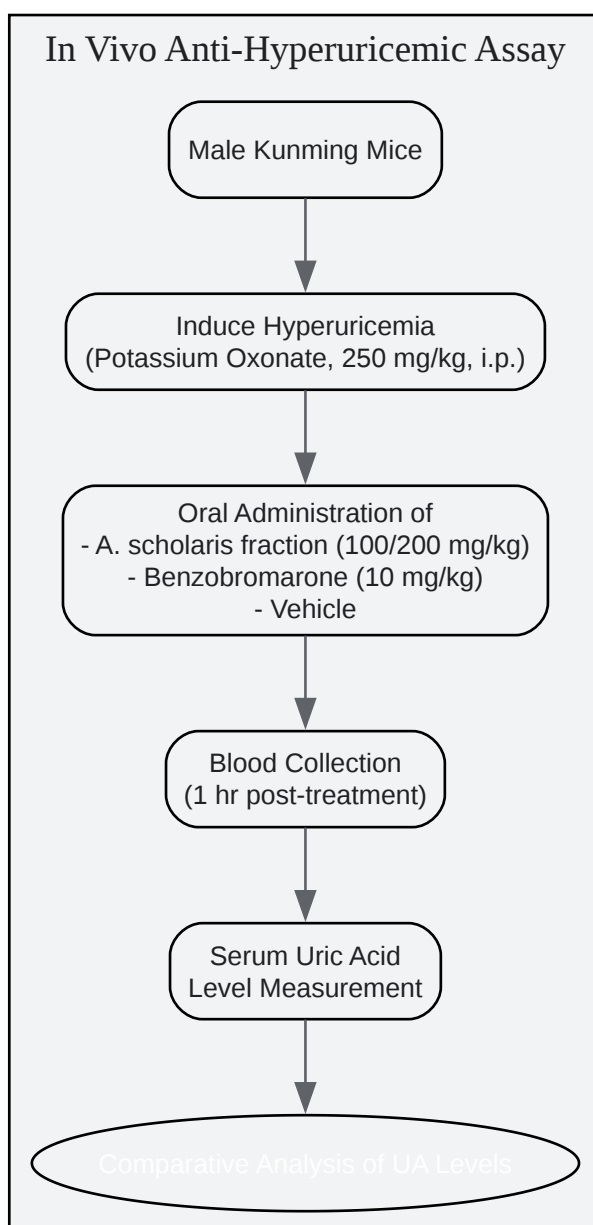 In Vivo Anti-Hyperuricemic Assay
Male Kunming Mice
Induce Hyperuricemia
(Potassium Oxonate, 250 mg/kg, i.p.)
Oral Administration of
- A. scholaris fraction (100/200 mg/kg)
- Benzobromarone (10 mg/kg)
- Vehicle
Blood Collection
(1 hr post-treatment)
Serum Uric Acid
Level Measurement
Comparative Analysis of UA Levels